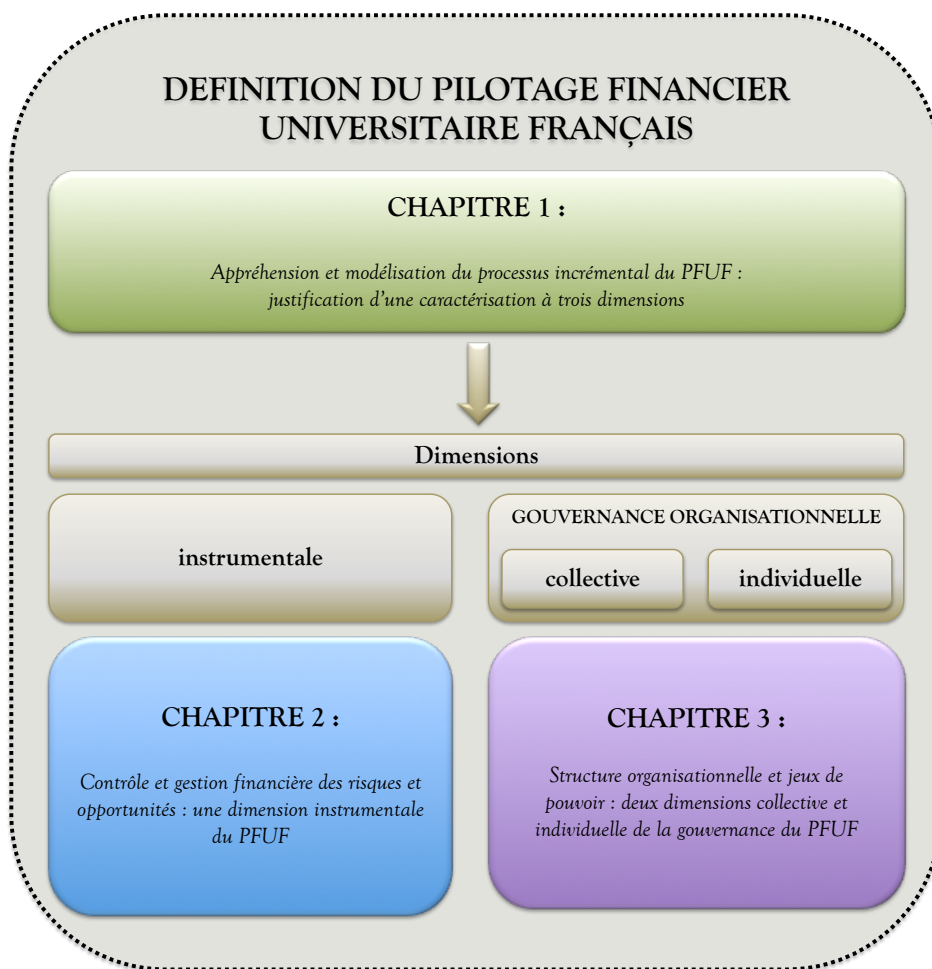 DEFINITION DU PILOTAGE FINANCIER
UNIVERSITAIRE FRANÇAIS
CHAPITRE 1 :
Appréhension et modélisation du processus incrémental du PFUF :
justification d'une caractérisation à trois dimensions
Dimensions
instrumentale
GOUVERNANCE ORGANISATIONNELLE
collective
individuelle
CHAPITRE 2 :
Contrôle et gestion financière des risques et
opportunités : une dimension instrumentale
du PFUF
CHAPITRE 3 :
Structure organisationnelle et jeux de
pouvoir : deux dimensions collective et
individuelle de la gouvernance du PFUF